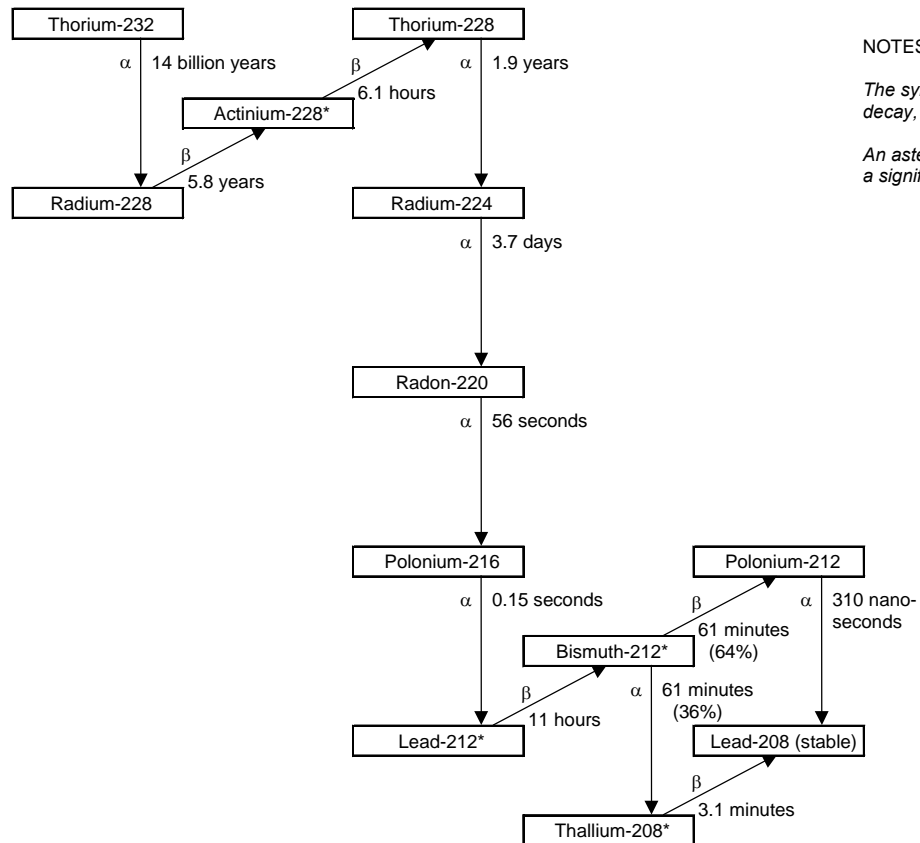 Thorium-232
Thorium-228
NOTES
α 14 billion years
β
α 1.9 years
6.1 hours
The
decay,
Actinium-228*
An
a
β
5.8 years
Radium-228
Radium-224
α 3.7 days
Radon-220
α 56 seconds
Polonium-216
Polonium-212
α 0.15 seconds
β
α 310 nano-
seconds
61 minutes
(64%)
Bismuth-212*
β
11 hours
α 61 minutes
(36%)
Lead-212*
Lead-208 (stable)
β
3.1 minutes
Thallium-208*